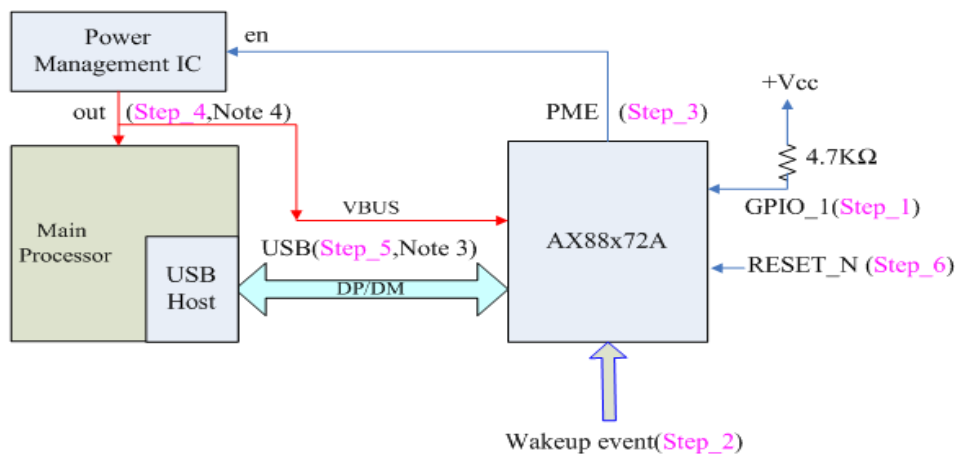 Power
Management IC
en
out (Step_4,Note 4)
PME (Step_3)
+Vcc
4.7KΩ
GPIO_1(Step_1)
Main
Processor
VBUS
AX88x72A
USB(Step_5,Note 3)
USB
Host
DP/DM
RESET_N (Step_6)
Wakeup event(Step_2)